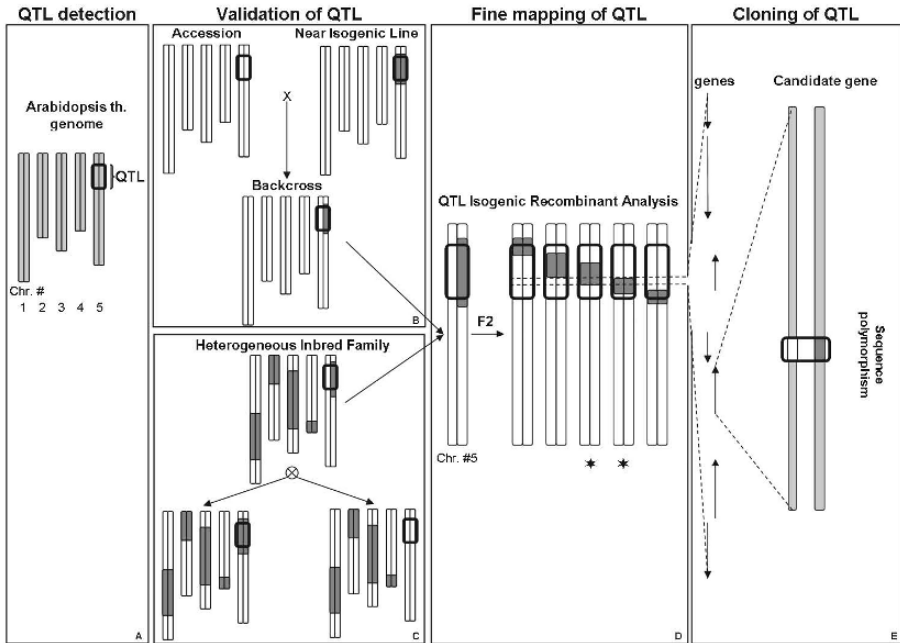 QTL detection
Validation of QTL
Fine mapping of QTL
Cloning of QTL
Arabidopsis th.
genome
QTL
Chr. #
1 2 3 4 5
A
Accession
Near Isogenic Line
X
Backcross
B
Heterogeneous Inbred Family
C
QTL Isogenic Recombinant Analysis
F2
Chr. #5
D
genes
Candidate gene
Sequence
polymorphism
E